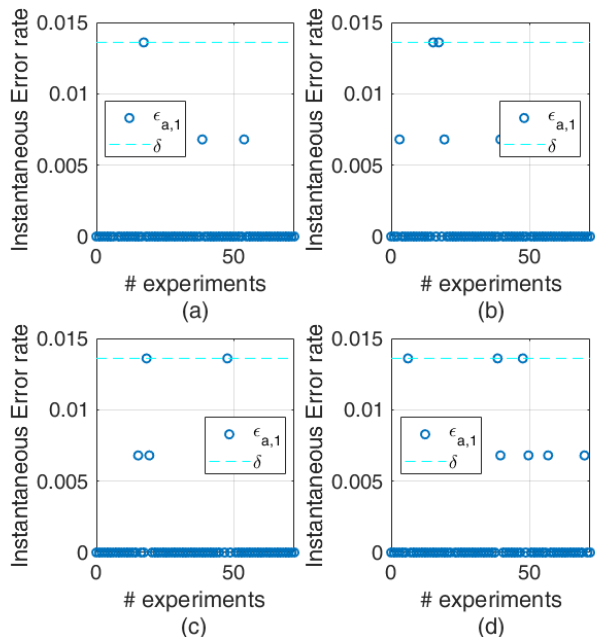 0.015
0.01
0.005
0
Instantaneous Error rate
ϵa,1
δ
0
50
# experiments
(a)
0.015
0.01
0.005
0
Instantaneous Error rate
ϵa,1
δ
0
50
# experiments
(b)
0.015
0.01
0.005
0
Instantaneous Error rate
ϵa,1
δ
0
50
# experiments
(c)
0.015
0.01
0.005
0
Instantaneous Error rate
ϵa,1
δ
0
50
# experiments
(d)